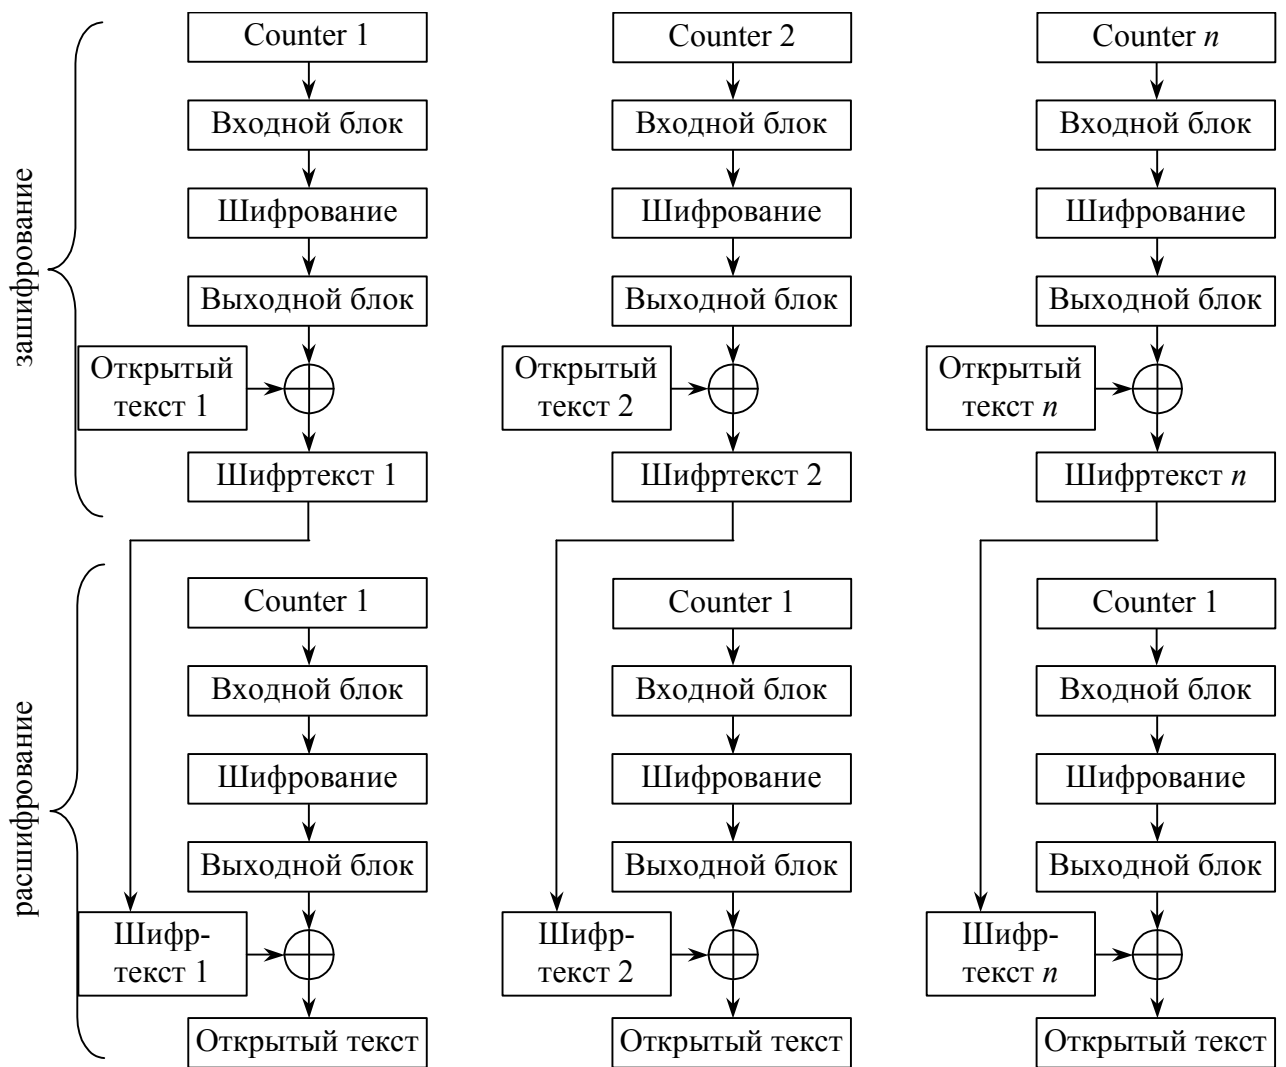 Counter 1
Counter 2
Counter n
Входной блок
Входной блок
Входной блок
Шифрование
Шифрование
Шифрование
Выходной блок
Выходной блок
Выходной блок
зашифрование
Открытый
текст 1
Открытый
текст 2
Открытый
текст n
Шифртекст 1
Шифртекст 2
Шифртекст n
Counter 1
Counter 1
Counter 1
Входной блок
Входной блок
Входной блок
Шифрование
Шифрование
Шифрование
Выходной блок
Выходной блок
Выходной блок
расшифрование
Шифр-
текст 1
Шифр-
текст 2
Шифр-
текст n
Открытый текст
Открытый текст
Открытый текст